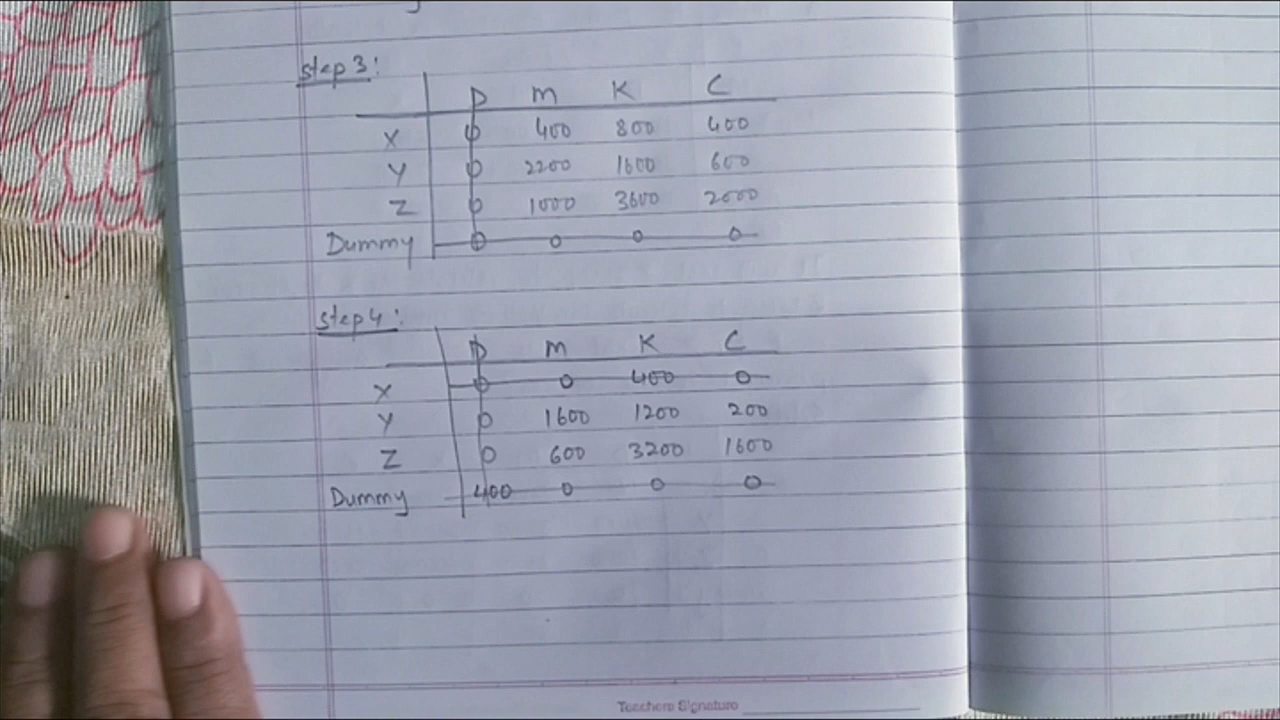 step 3:
D M K C
X 0 400 800 400
Y 0 2200 1600 600
Z 0 1000 3600 2000
Dummy 0 0 0 0
step 4:
D M K C
X 0 0 400 0
Y 0 1600 1200 200
Z 0 600 3200 1600
Dummy 400 0 0 0
Teachers Signature